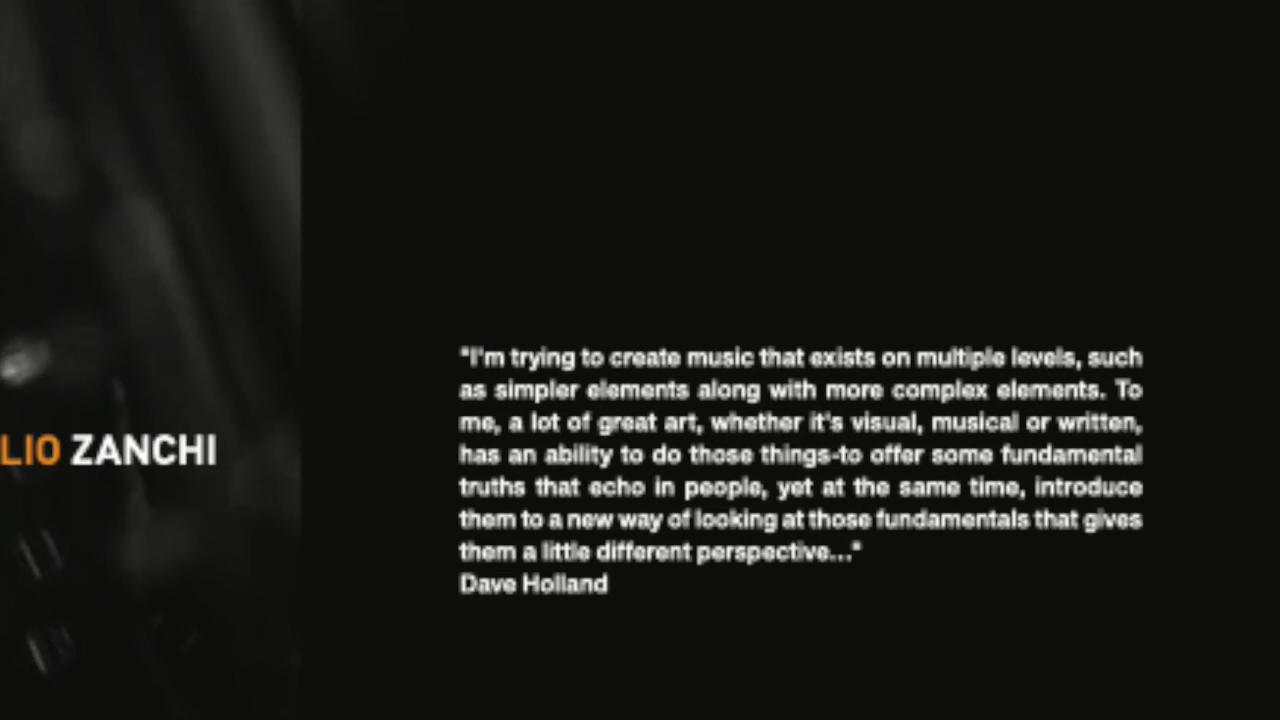 LIO ZANCHI
"I'm trying to create music that exists on multiple levels, such
as simpler elements along with more complex elements. To
me, a lot of great art, whether it's visual, musical or written,
has an ability to do those things-to offer some fundamental
truths that echo in people, yet at the same time, introduce
them to a new way of looking at those fundamentals that gives
them a little different perspective..."
Dave Holland